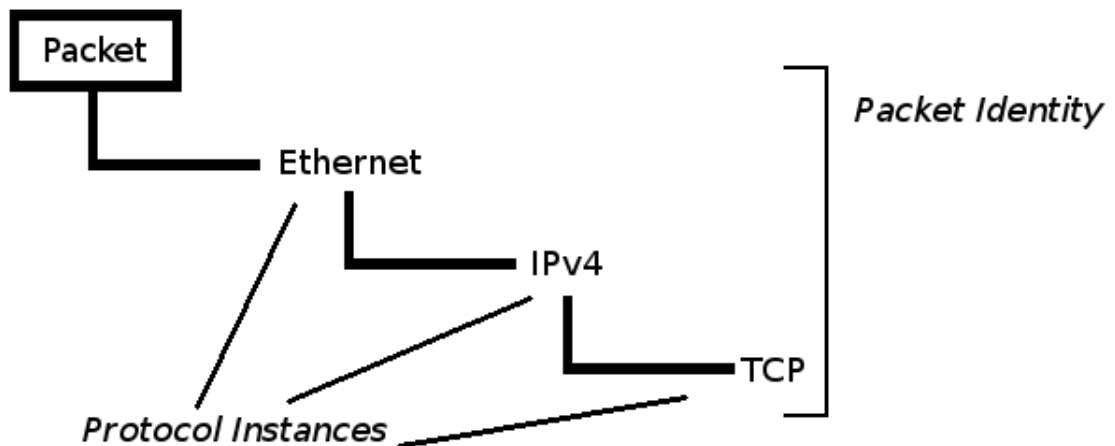 Packet
Packet Identity
Ethernet
IPv4
TCP
Protocol Instances